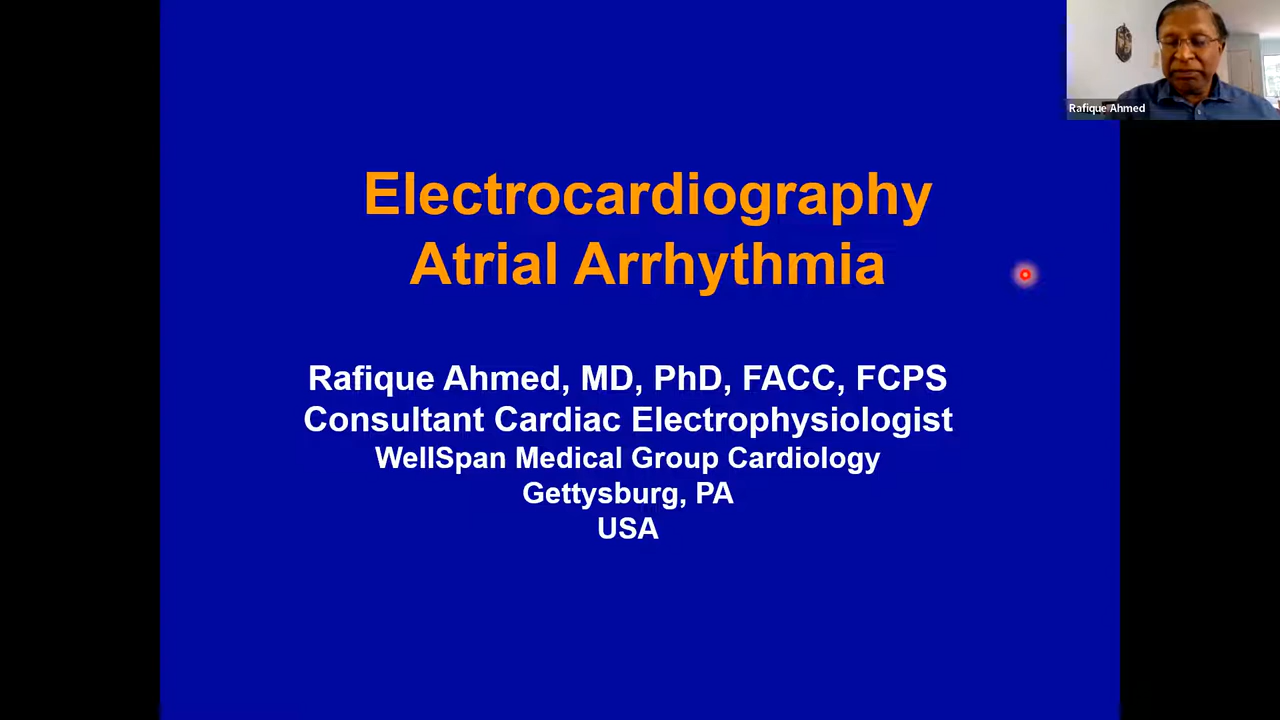 Rafique Ahmed
Electrocardiography
Atrial Arrhythmia
Rafique Ahmed, MD, PhD, FACC, FCPS
Consultant Cardiac Electrophysiologist
WellSpan Medical Group Cardiology
Gettysburg, PA
USA